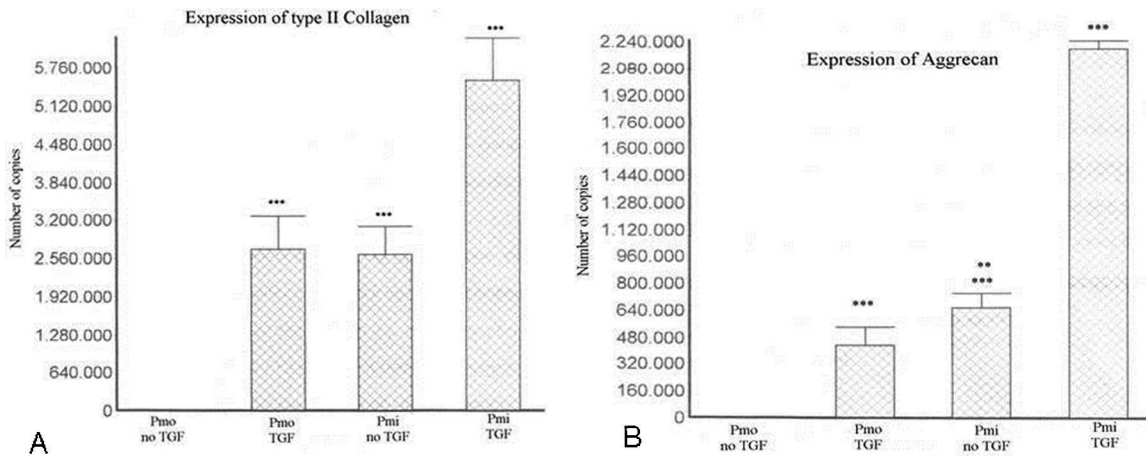 Expression of type II Collagen
Number of copies
5.760.000
5.120.000
4.480.000
3.840.000
3.200.000
2.560.000
1.920.000
1.280.000
640.000
0
***
***
***
Pmo
no TGF
Pmo
TGF
Pmi
no TGF
Pmi
TGF
A
Expression of Aggrecan
Number of copies
2.240.000
2.080.000
1.920.000
1.760.000
1.600.000
1.440.000
1.280.000
1.120.000
960.000
800.000
640.000
480.000
320.000
160.000
0
***
**
***
***
Pmo
no TGF
Pmo
TGF
Pmi
no TGF
Pmi
TGF
B